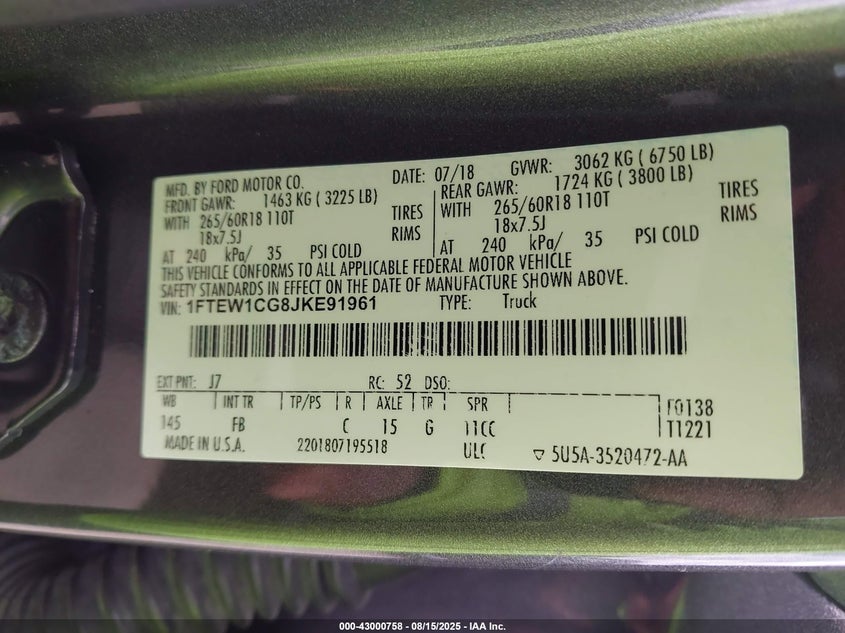 MFD. BY FORD MOTOR CO. DATE: 07/18 GVWR: 3062 KG ( 6750 LB)
FRONT GAWR: 1463 KG ( 3225 LB) REAR GAWR: 1724 KG ( 3800 LB)
WITH 265/60R18 110T TIRES WITH 265/60R18 110T TIRES
18x7.5J RIMS 18x7.5J RIMS
AT 240 kPa/ 35 PSI COLD AT 240 kPa/ 35 PSI COLD
THIS VEHICLE CONFORMS TO ALL APPLICABLE FEDERAL MOTOR VEHICLE
SAFETY STANDARDS IN EFFECT ON THE DATE OF MANUFACTURE SHOWN ABOVE.
VIN: 1FTEW1CG8JKE91961 TYPE: Truck
EXT PNT: J7 RC: 52 DSO:
WB INT TR TP/PS R AXLE TR SPR F0138
145 FB C 15 G 11CC T1221
MADE IN U.S.A. 2201807195518 ULC ▽ 5U5A-3520472-AA
000-43000758 - 08/15/2025 - IAA Inc.